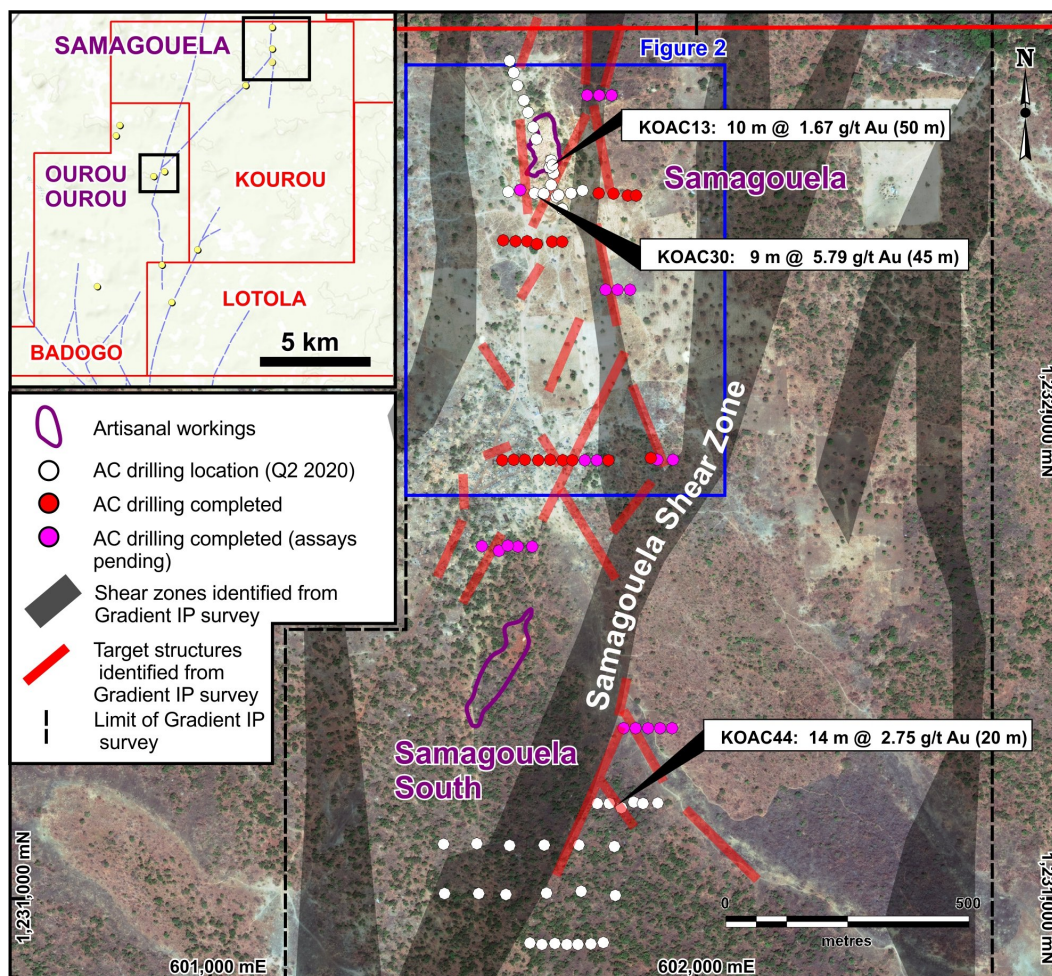 SAMAGOUELA
OUROU
OUROU
KOUROU
LOTOLA
BADOGO
5 km
Figure 2
N
KOAC13: 10 m @ 1.67 g/t Au (50 m)
Samagouela
KOAC30: 9 m @ 5.79 g/t Au (45 m)
1,232,000 mN
Samagouela Shear Zone
Artisanal workings
AC drilling location (Q2 2020)
AC drilling completed
AC drilling completed (assays
pending)
Shear zones identified from
Gradient IP survey
Target structures
identified from
Gradient IP survey
Limit of Gradient IP
survey
Samagouela
South
KOAC44: 14 m @ 2.75 g/t Au (20 m)
1,231,000 mN
1,231,000 mN
0
500
metres
601,000 mE
602,000 mE